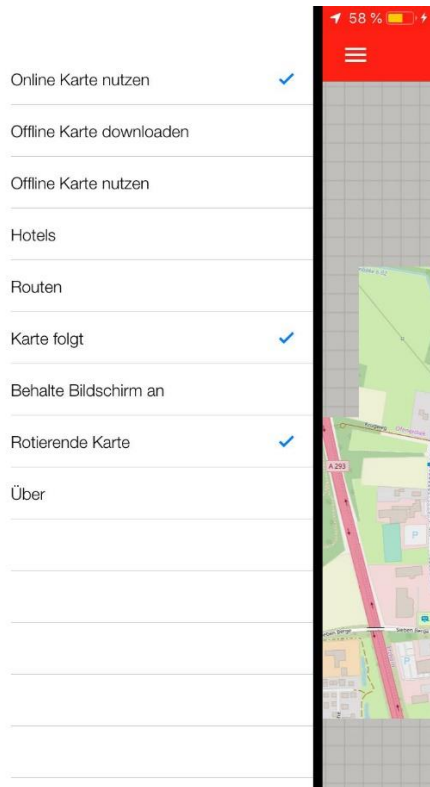 58 %
Online Karte nutzen
Offline Karte downloaden
Offline Karte nutzen
Hotels
Routen
Karte folgt
Behalte Bildschirm an
Rotierende Karte
Über
A 293
P
P